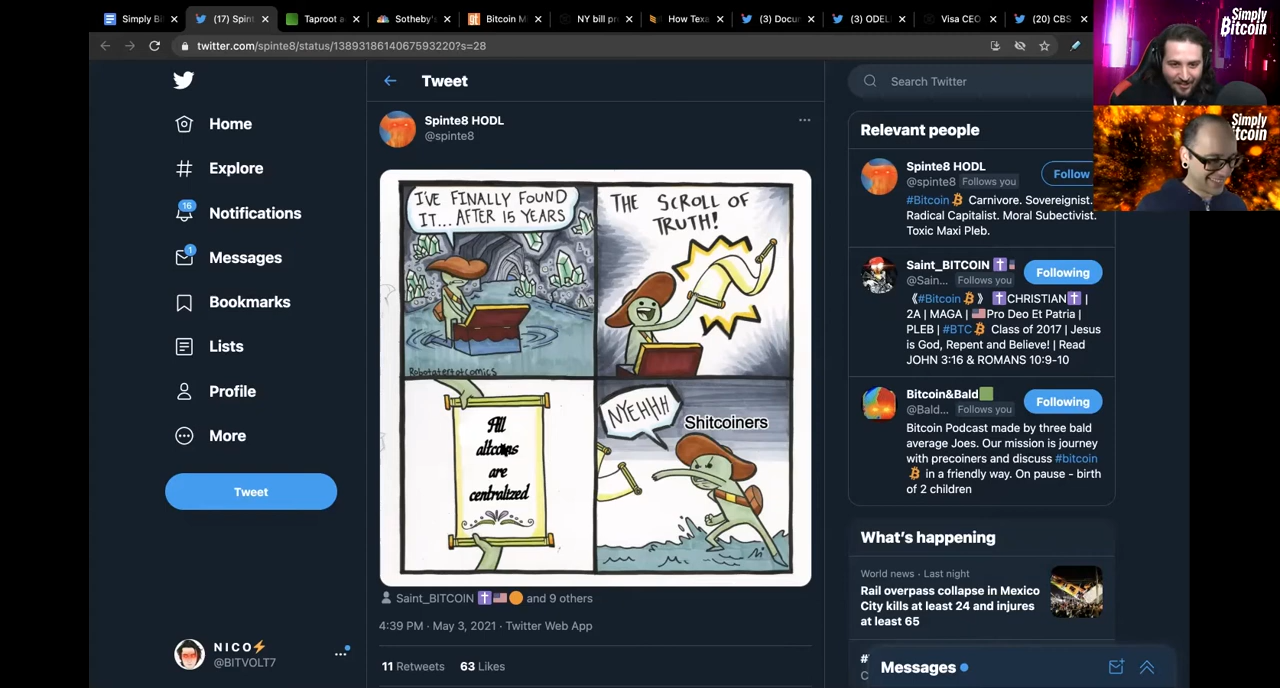 Simply Bi
(17) Spint
Taproot a
Sotheby's
Bitcoin M
NY bill pr
How Texa
(3) Docu
(3) ODEL
Visa CEO
(20) CBS
twitter.com/spinte8/status/1389318614067593220?s=28
Simply
Bitcoin
Simply
Bitcoin
Home
Explore
16
Notifications
1
Messages
Bookmarks
Lists
Profile
More
Tweet
NICO⚡
@BITVOLT7
Tweet
Spinte8 HODL
@spinte8
I'VE FINALLY FOUND
IT... AFTER 15 YEARS
Robotatertotcomics
THE SCROLL OF
TRUTH!
All
altcoins
are
centralized
NYEHHH
Shitcoiners
Saint_BITCOIN ✝️🇺🇸🟠 and 9 others
4:39 PM · May 3, 2021 · Twitter Web App
11 Retweets 63 Likes
Search Twitter
Relevant people
Spinte8 HODL
@spinte8 Follows you
Follow
#Bitcoin Carnivore. Sovereignist.
Radical Capitalist. Moral Subectivist.
Toxic Maxi Pleb.
Saint_BITCOIN ✝️
@Sain... Follows you
Following
《#Bitcoin》 ✝️CHRISTIAN✝️ |
2A | MAGA | 🇺🇸Pro Deo Et Patria |
PLEB | #BTC Class of 2017 | Jesus
is God, Repent and Believe! | Read
JOHN 3:16 & ROMANS 10:9-10
Bitcoin&Bald🟩
@Bald... Follows you
Following
Bitcoin Podcast made by three bald
average Joes. Our mission is journey
with precoiners and discuss #bitcoin
in a friendly way. On pause - birth
of 2 children
What's happening
World news · Last night
Rail overpass collapse in Mexico
City kills at least 24 and injures
at least 65
#
C
Messages